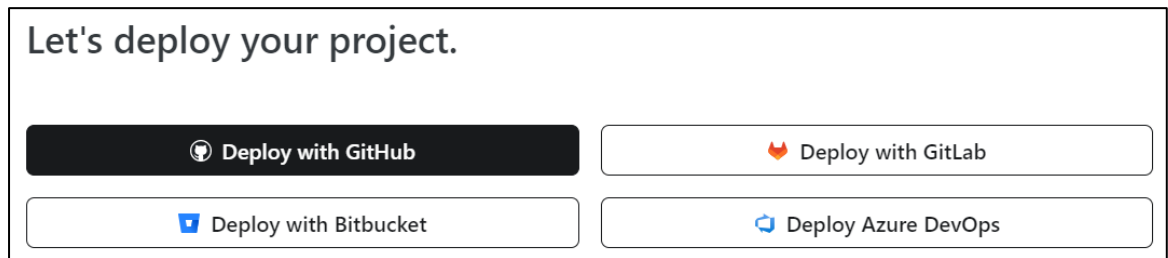 Let's deploy your project.
Deploy with GitHub
Deploy with GitLab
Deploy with Bitbucket
Deploy Azure DevOps